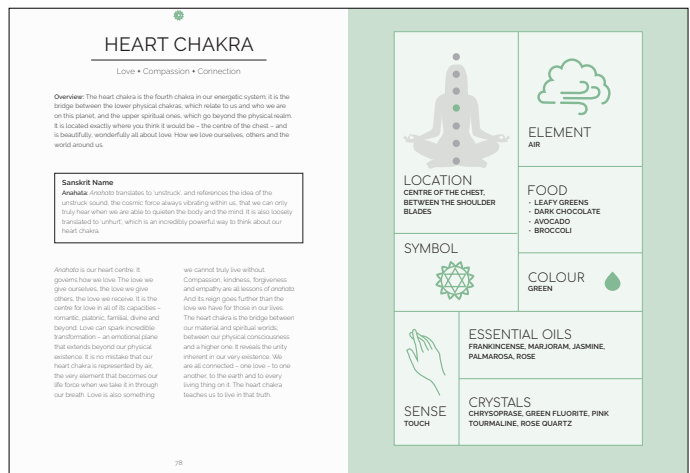 HEART CHAKRA
Love • Compassion • Connection
Overview: The heart chakra is the fourth chakra in our energetic system; it is the
bridge between the lower physical chakras, which relate to us and who we are
on this planet, and the upper spiritual ones, which go beyond the physical realm.
It is located exactly where you think it would be – the centre of the chest – and
is beautifully, wonderfully all about love. How we love ourselves, others and the
world around us.
Sanskrit Name
Anahata: Anahata translates to 'unstruck', and references the idea of the
unstruck sound, the cosmic force always vibrating within us, that we can only
truly hear when we are able to quieten the body and the mind. It is also loosely
translated to 'unhurt', which is an incredibly powerful way to think about our
heart chakra.
Anahata is our heart centre. It
governs how we love. The love we
give ourselves, the love we give
others, the love we receive. It is the
centre for love in all of its capacities –
romantic, platonic, familial, divine and
beyond. Love can spark incredible
transformation – an emotional plane
that extends beyond our physical
existence. It is no mistake that our
heart chakra is represented by air,
the very element that becomes our
life force when we take it in through
our breath. Love is also something
we cannot truly live without.
Compassion, kindness, forgiveness
and empathy are all lessons of anahata.
And its reign goes further than the
love we have for those in our lives.
The heart chakra is the bridge between
our material and spiritual worlds;
between our physical consciousness
and a higher one. It reveals the unity
inherent in our very existence. We
are all connected – one love – to one
another, to the earth and to every
living thing on it. The heart chakra
teaches us to live in that truth.
78
LOCATION
CENTRE OF THE CHEST,
BETWEEN THE SHOULDER
BLADES
ELEMENT
AIR
FOOD
• LEAFY GREENS
• DARK CHOCOLATE
• AVOCADO
• BROCCOLI
SYMBOL
COLOUR
GREEN
SENSE
TOUCH
ESSENTIAL OILS
FRANKINCENSE, MARJORAM, JASMINE,
PALMAROSA, ROSE
CRYSTALS
CHRYSOPRASE, GREEN FLUORITE, PINK
TOURMALINE, ROSE QUARTZ